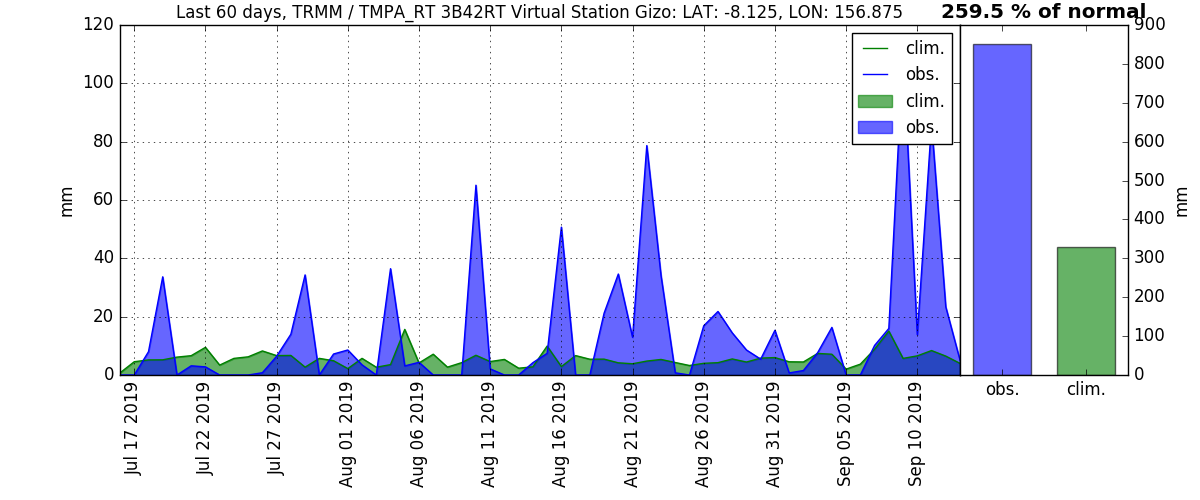 Last 60 days, TRMM / TMPA_RT 3B42RT Virtual Station Gizo: LAT: -8.125, LON: 156.875
259.5 % of normal
120
100
80
60
40
20
0
mm
clim.
obs.
clim.
obs.
Jul 17 2019
Jul 22 2019
Jul 27 2019
Aug 01 2019
Aug 06 2019
Aug 11 2019
Aug 16 2019
Aug 21 2019
Aug 26 2019
Aug 31 2019
Sep 05 2019
Sep 10 2019
900
800
700
600
500
400
300
200
100
0
mm
obs.
clim.